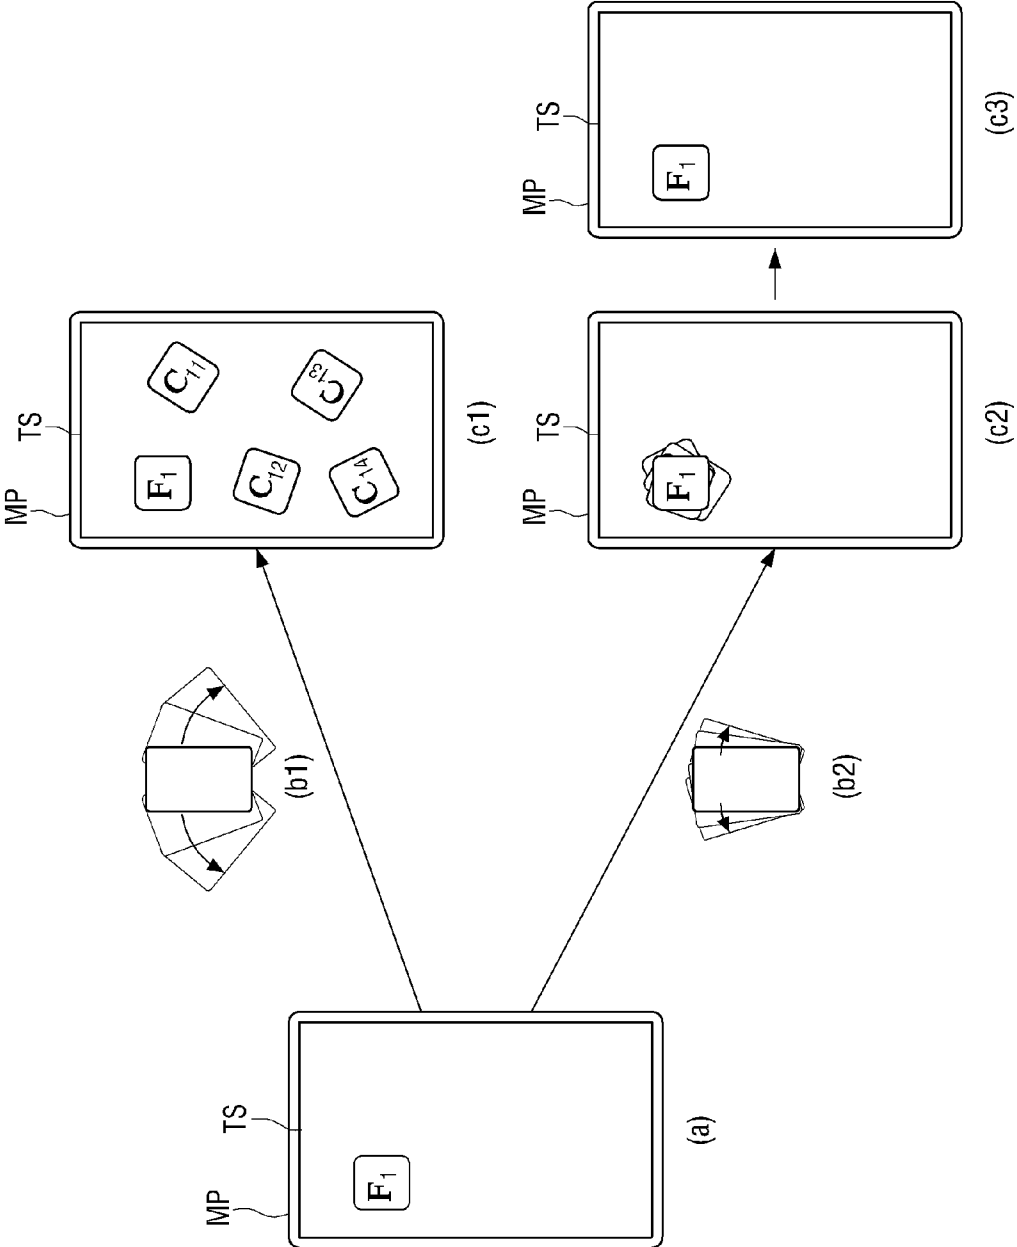 MP TS
F1
(a)
(b1)
MP TS
F1 C11
C12
C13
C14
(c1)
(b2)
MP TS
F1
(c2)
MP TS
F1
(c3)